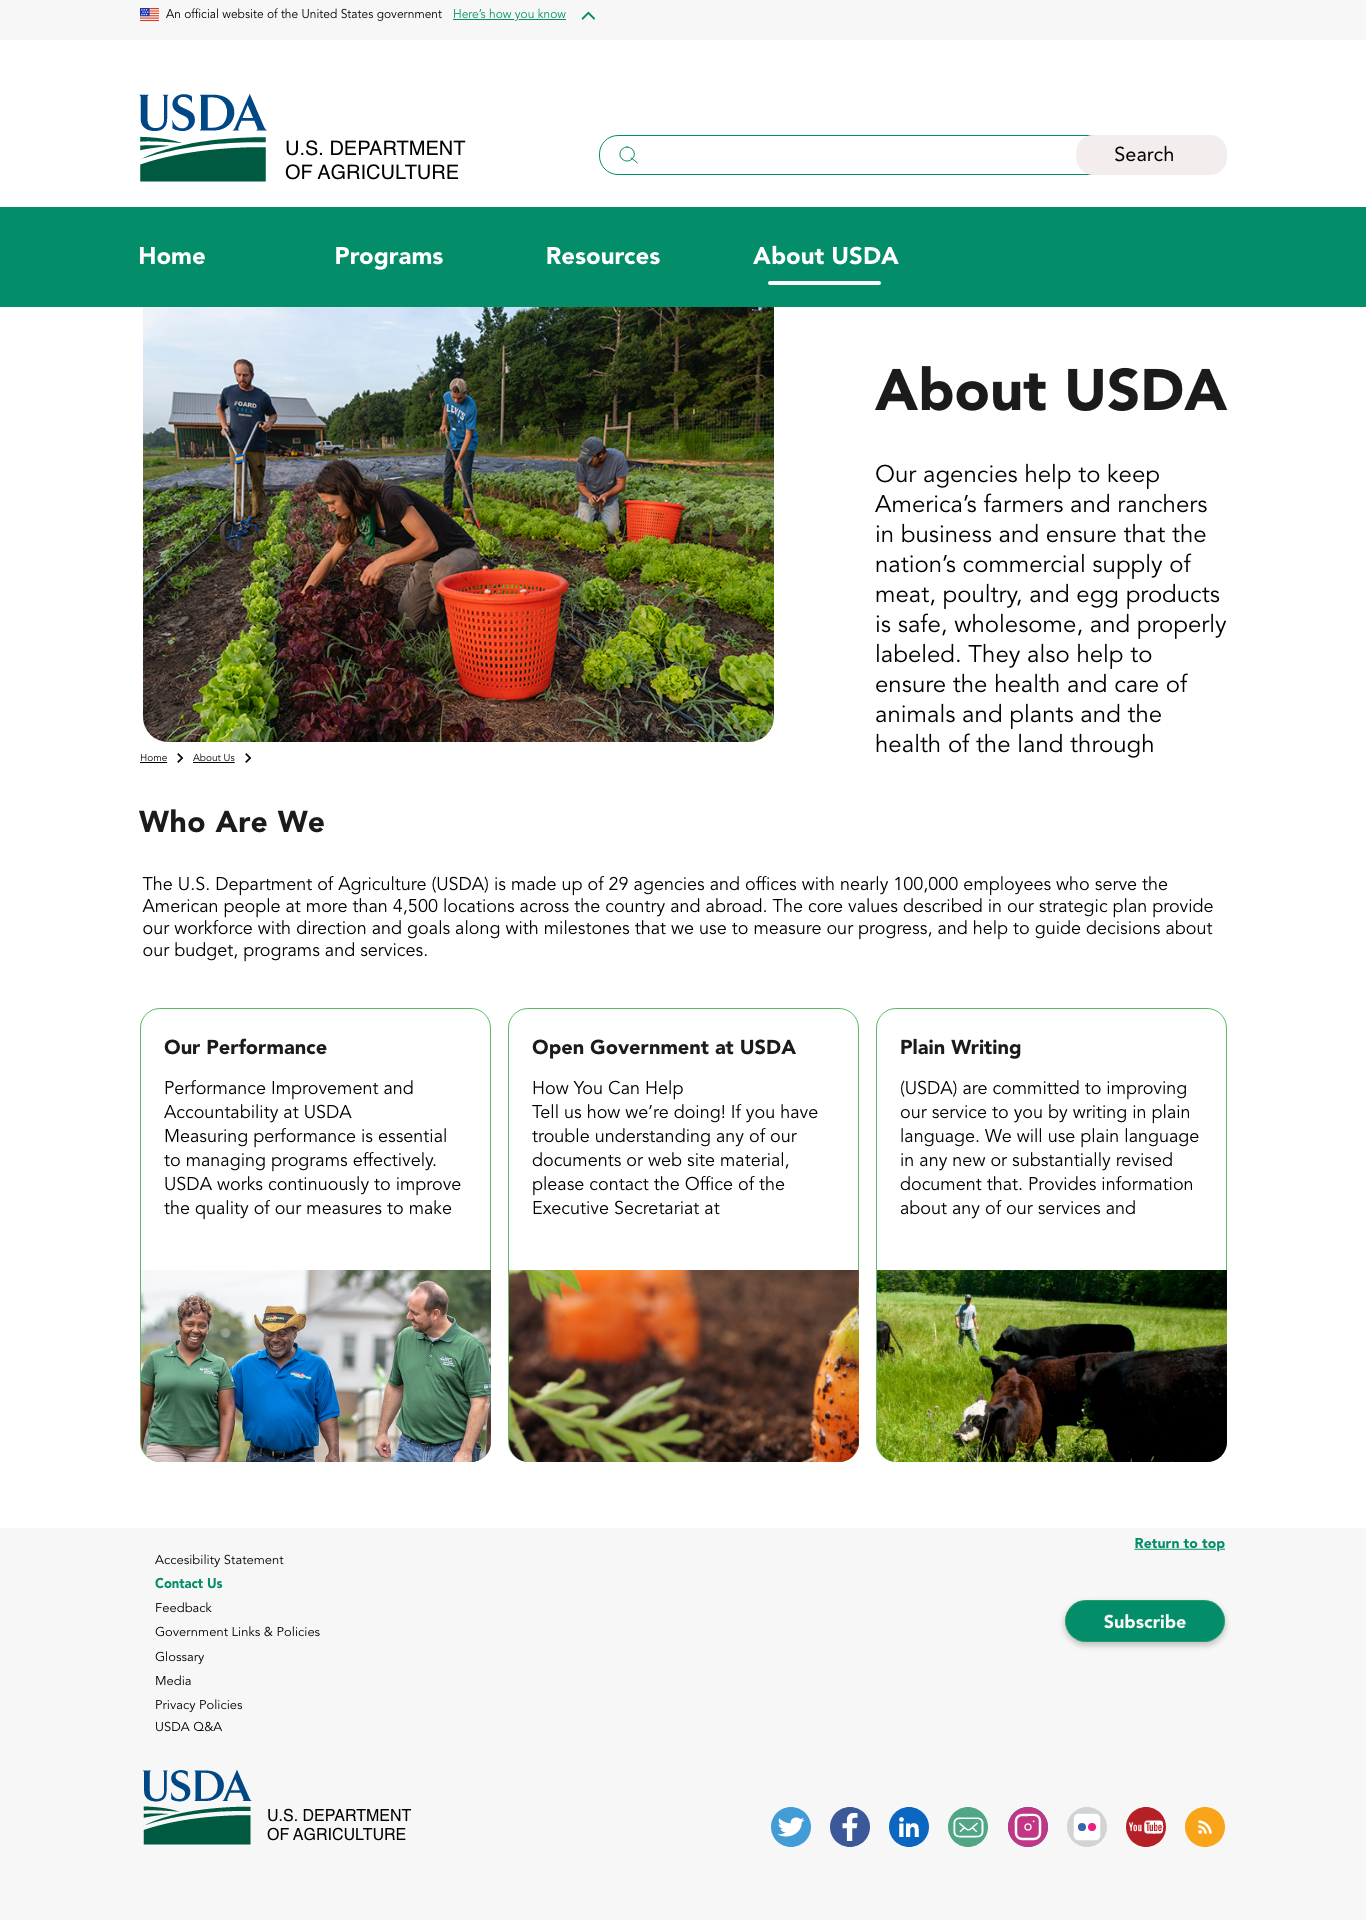 An official website of the United States government Here's how you know
USDA
U.S. DEPARTMENT
OF AGRICULTURE
Search
Home Programs Resources About USDA
FOARD
LEVI'S
About USDA
Our agencies help to keep
America's farmers and ranchers
in business and ensure that the
nation's commercial supply of
meat, poultry, and egg products
is safe, wholesome, and properly
labeled. They also help to
ensure the health and care of
animals and plants and the
health of the land through
Home About Us
Who Are We
The U.S. Department of Agriculture (USDA) is made up of 29 agencies and offices with nearly 100,000 employees who serve the
American people at more than 4,500 locations across the country and abroad. The core values described in our strategic plan provide
our workforce with direction and goals along with milestones that we use to measure our progress, and help to guide decisions about
our budget, programs and services.
Our Performance
Performance Improvement and
Accountability at USDA
Measuring performance is essential
to managing programs effectively.
USDA works continuously to improve
the quality of our measures to make
Open Government at USDA
How You Can Help
Tell us how we're doing! If you have
trouble understanding any of our
documents or web site material,
please contact the Office of the
Executive Secretariat at
Plain Writing
(USDA) are committed to improving
our service to you by writing in plain
language. We will use plain language
in any new or substantially revised
document that. Provides information
about any of our services and
Return to top
Accesibility Statement
Contact Us
Feedback
Subscribe
Government Links & Policies
Glossary
Media
Privacy Policies
USDA Q&A
USDA
U.S. DEPARTMENT
OF AGRICULTURE
in
You Tube